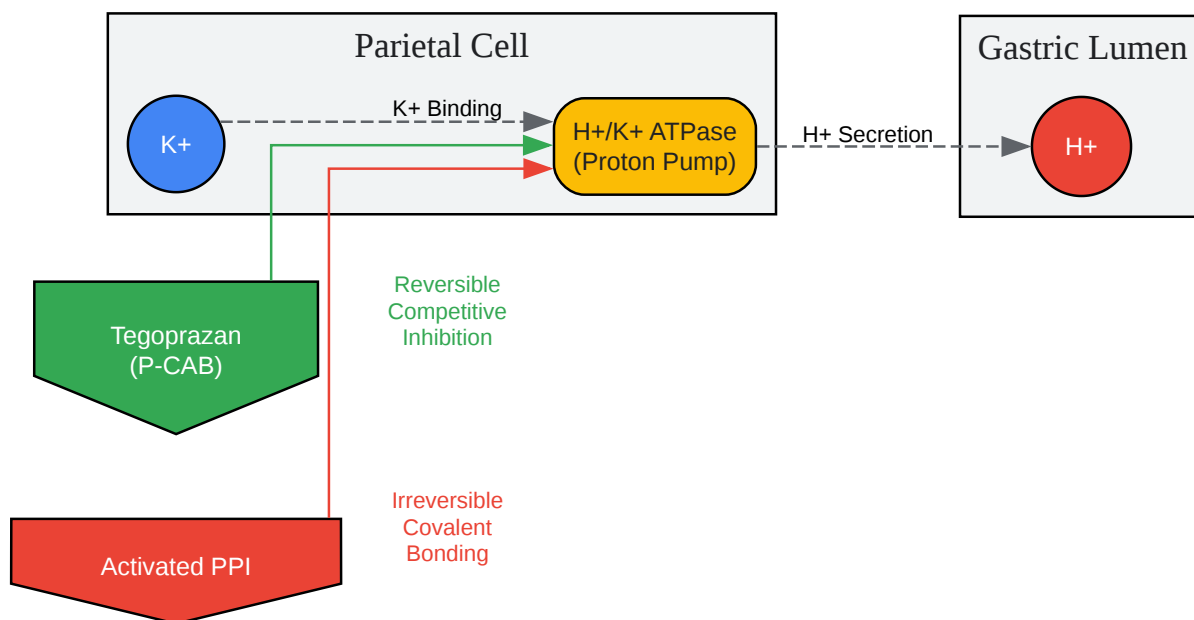 Parietal Cell
Gastric Lumen
K+
K+ Binding
H+/K+ ATPase
(Proton Pump)
H+ Secretion
H+
Tegoprazan
(P-CAB)
Reversible
Competitive
Inhibition
Activated PPI
Irreversible
Covalent
Bonding